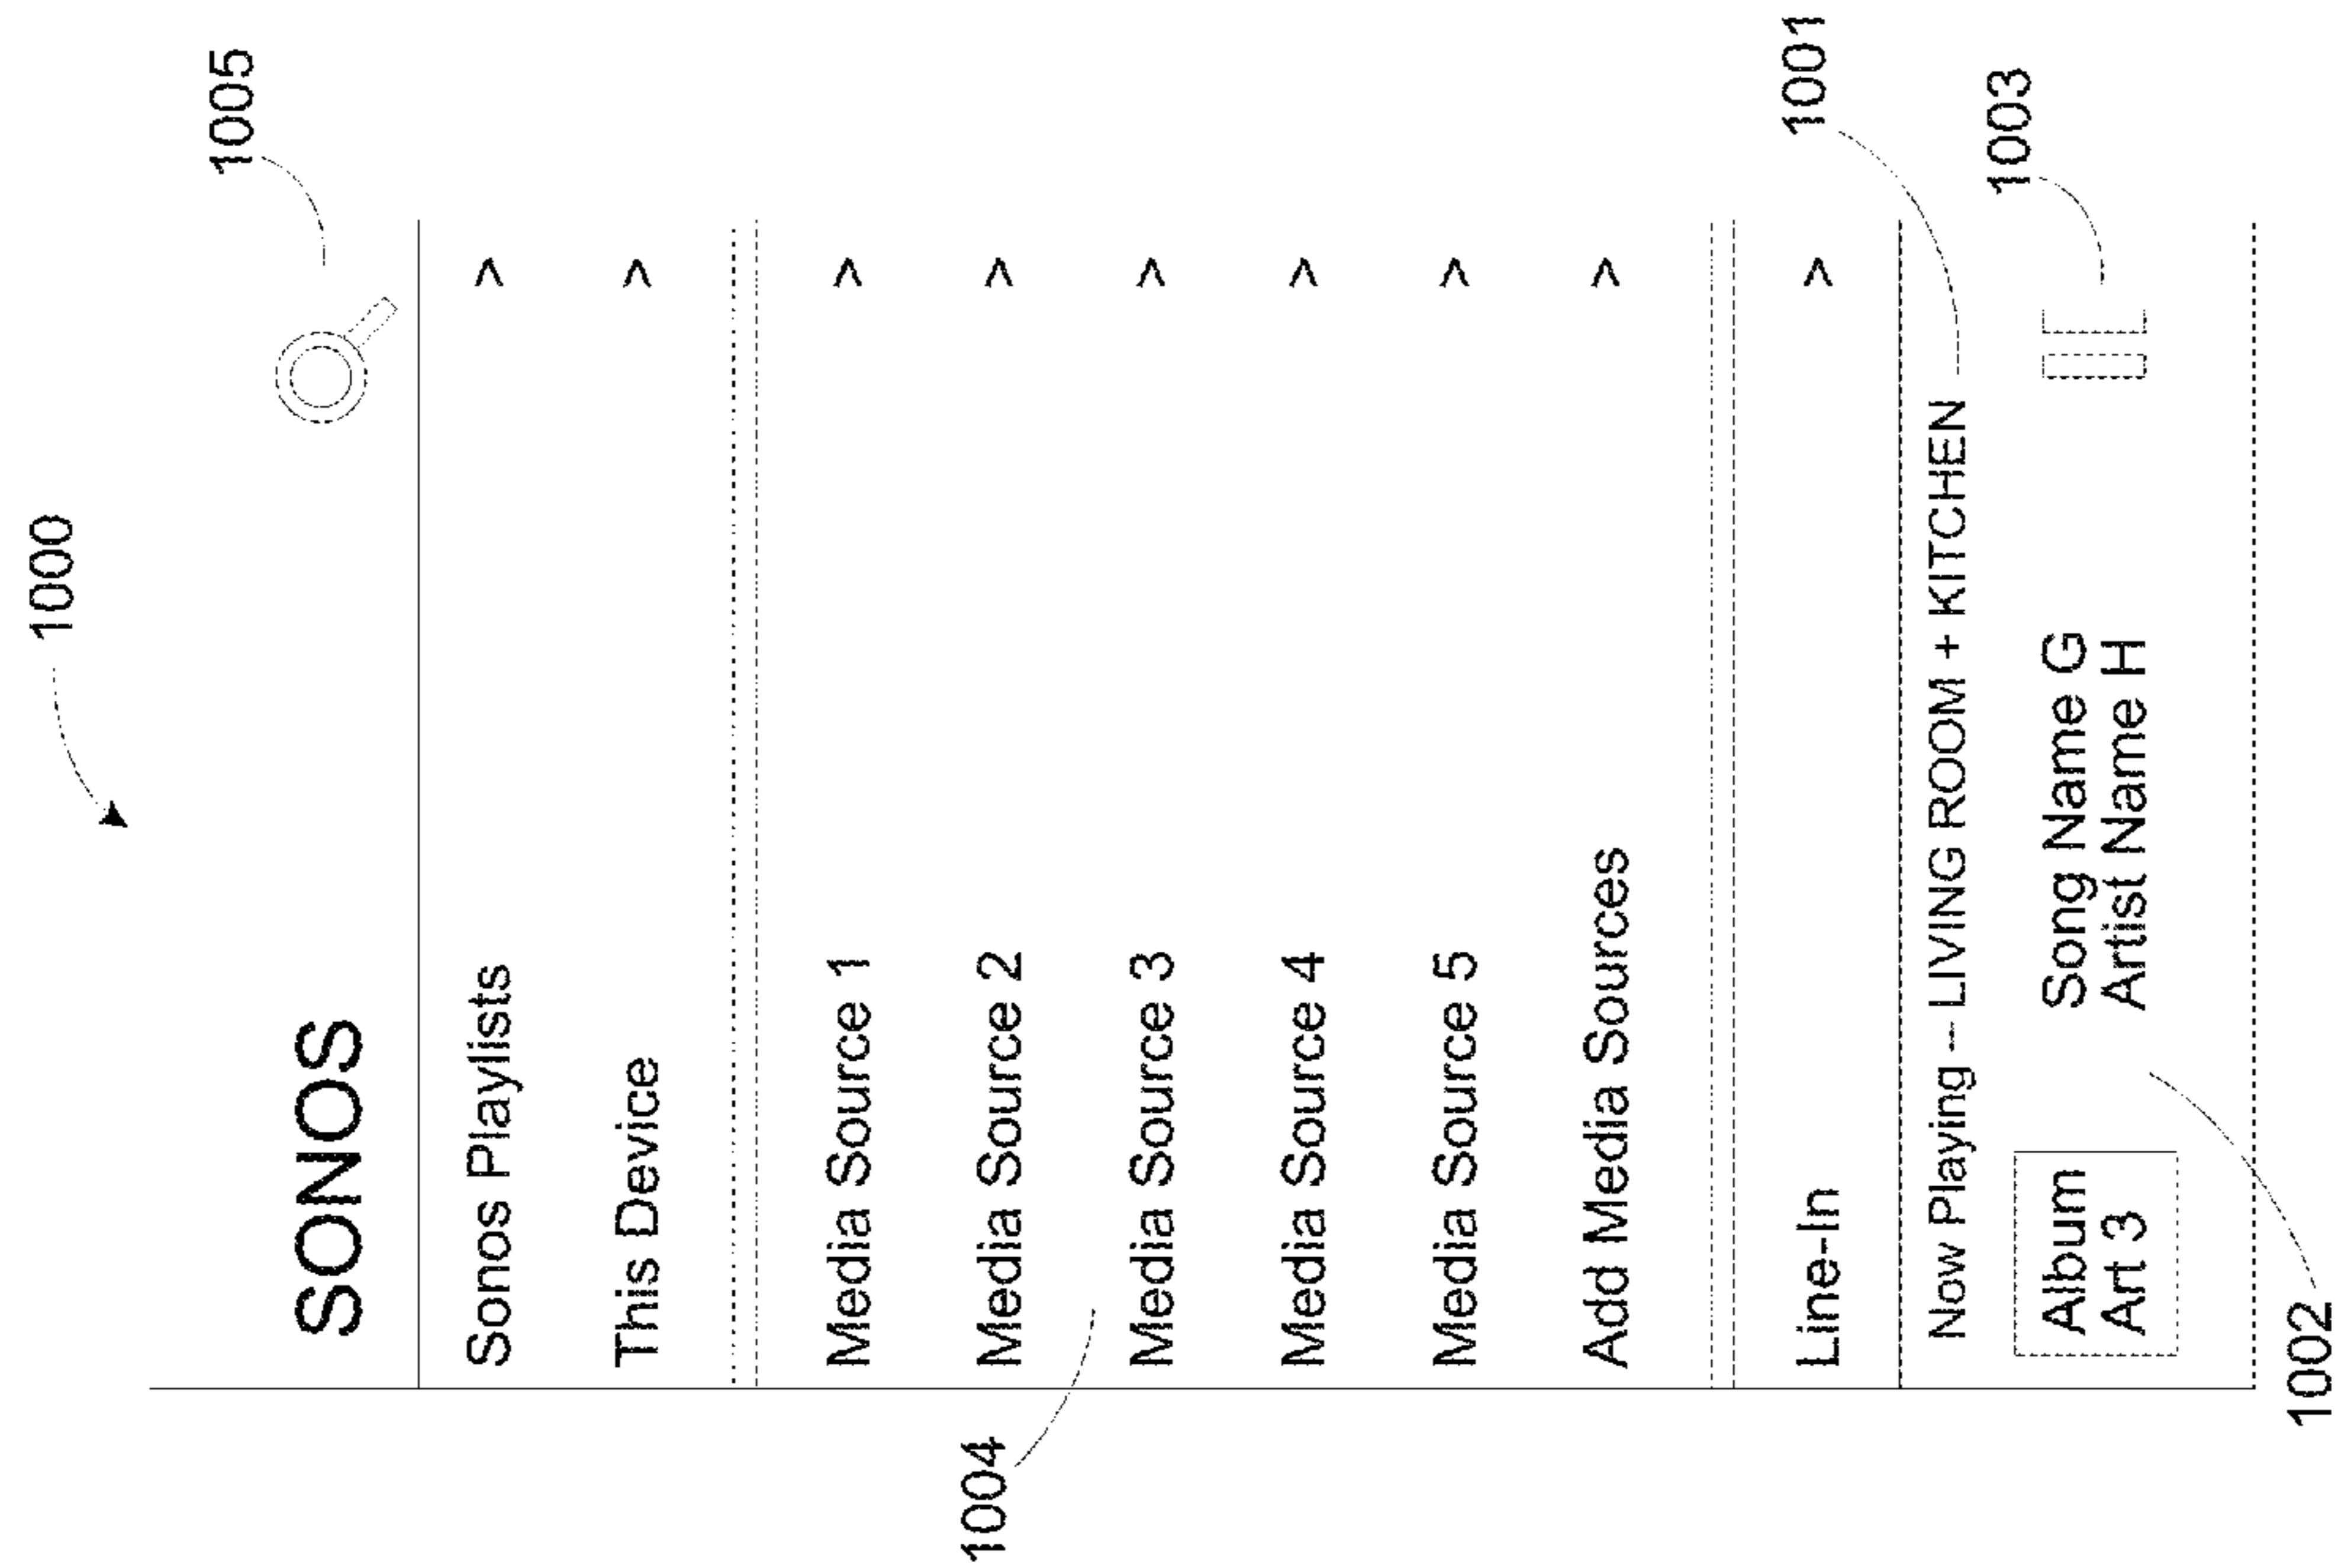 1000
1005
SONOS
Sonos Playlists >
This Device >
Media Source 1 >
Media Source 2 >
1004
Media Source 3 >
Media Source 4 >
Media Source 5 >
Add Media Sources >
Line-In >
1001
Now Playing -- LIVING ROOM + KITCHEN
1003
Album
Art 3
Song Name G
Artist Name H
1002